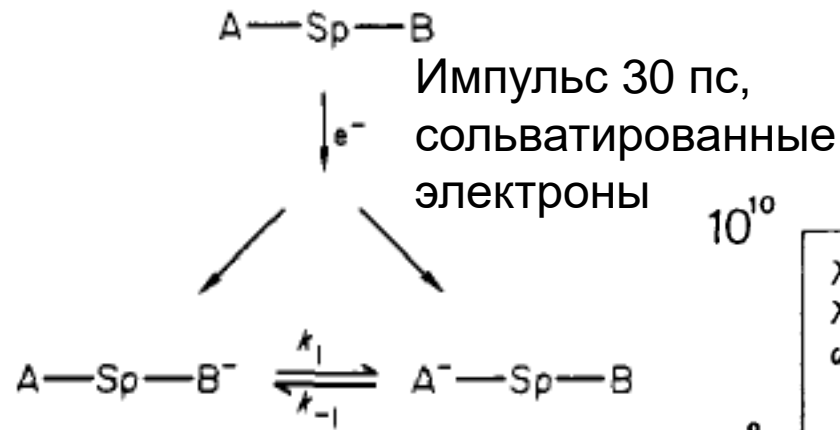 A—Sp—B
Импульс 30 пс,
e⁻
сольватированные
электроны
10¹⁰
A—Sp—B⁻ k₁ k₋₁ A⁻—Sp—B